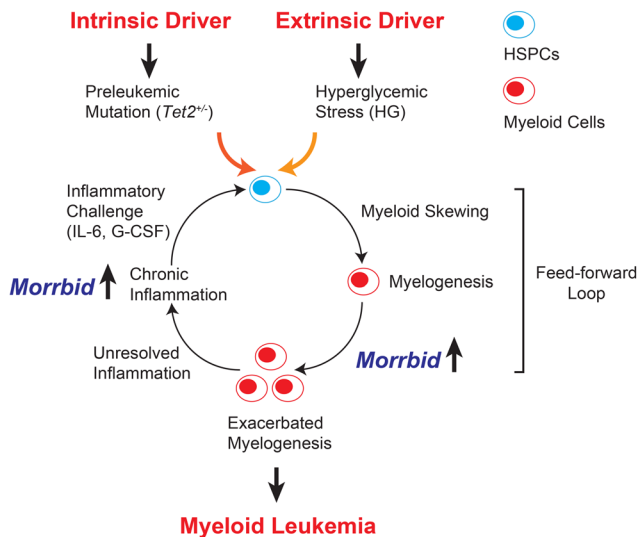 Intrinsic Driver
Extrinsic Driver
HSPCs
Preleukemic
Mutation (Tet2+/-)
Hyperglycemic
Stress (HG)
Myeloid Cells
Inflammatory
Challenge
(IL-6, G-CSF)
Myeloid Skewing
Morrbid
Chronic
Inflammation
Myelogenesis
Feed-forward
Loop
Unresolved
Inflammation
Morrbid
Exacerbated
Myelogenesis
Myeloid Leukemia